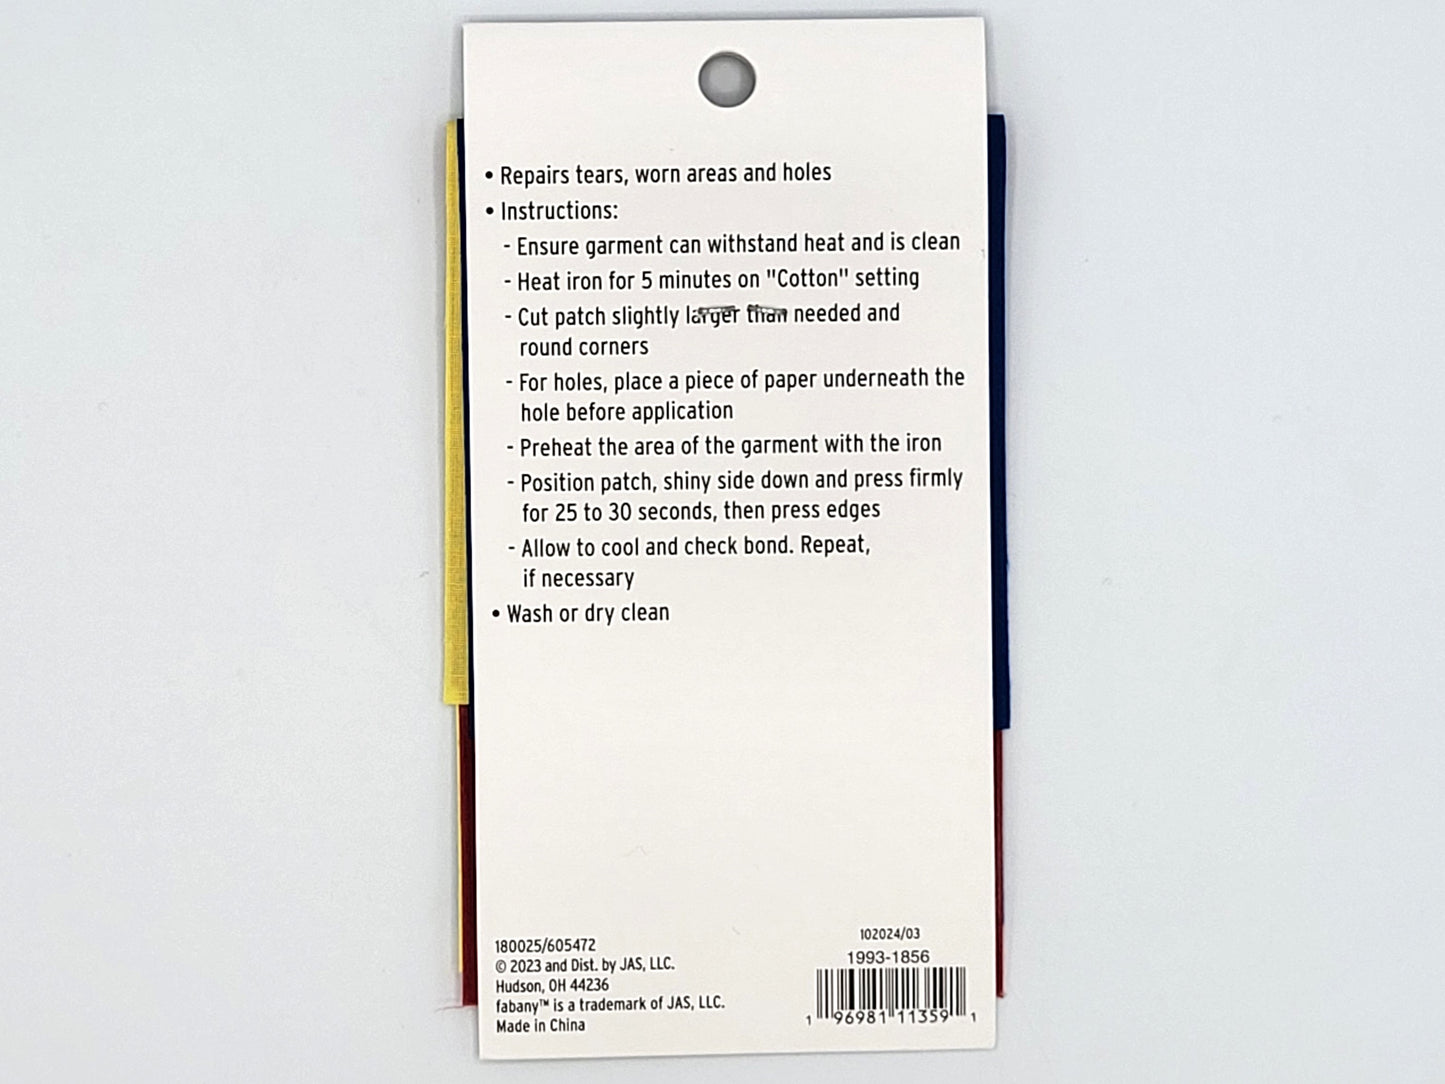 • Repairs tears, worn areas and holes
• Instructions:
- Ensure garment can withstand heat and is clean
- Heat iron for 5 minutes on "Cotton" setting
- Cut patch slightly larger than needed and
round corners
- For holes, place a piece of paper underneath the
hole before application
- Preheat the area of the garment with the iron
- Position patch, shiny side down and press firmly
for 25 to 30 seconds, then press edges
- Allow to cool and check bond. Repeat,
if necessary
• Wash or dry clean
180025/605472
© 2023 and Dist. by JAS, LLC.
Hudson, OH 44236
fabany™ is a trademark of JAS, LLC.
Made in China
102024/03
1993-1856
1 96981 11359 1